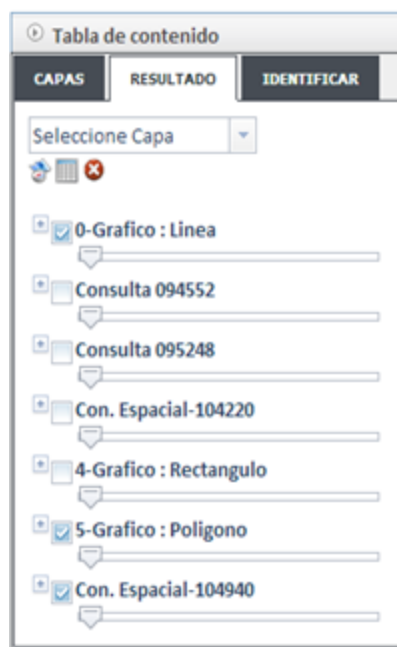 Tabla de contenido
CAPAS RESULTADO IDENTIFICAR
Seleccione Capa
0-Grafico : Linea
Consulta 094552
Consulta 095248
Con. Espacial-104220
4-Grafico : Rectangulo
5-Grafico : Poligono
Con. Espacial-104940